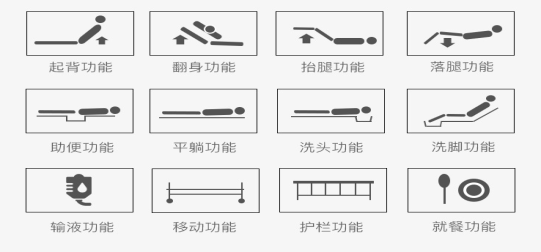 起背功能 翻身功能 抬腿功能 落腿功能
助便功能 平躺功能 洗头功能 洗脚功能
输液功能 移动功能 护栏功能 就餐功能